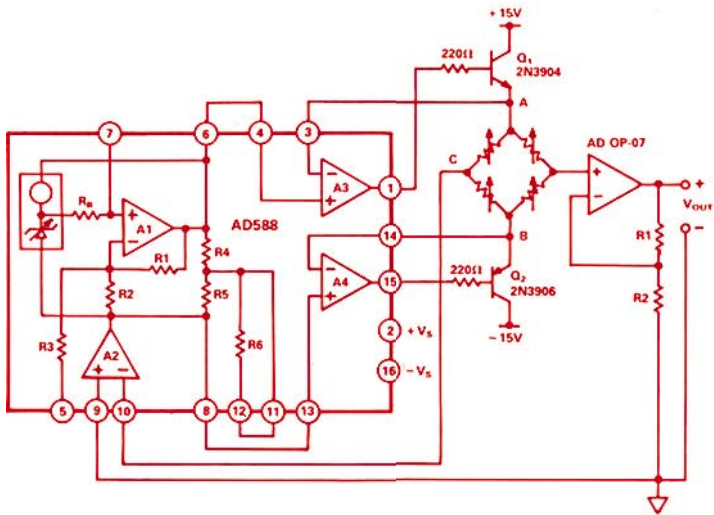 + 15V
220Ω
Q1
2N3904
A
7
6
4
3
AD OP-07
C
1
+
VOUT
−
RB
+
A1
−
−
A3
+
AD588
+
−
R4
R1
R1
14
B
R2
R5
−
A4
+
15
220Ω
Q2
2N3906
R2
R3
A2
+
−
R6
2
+ VS
− 15V
16
− VS
5
9
10
8
12
11
13